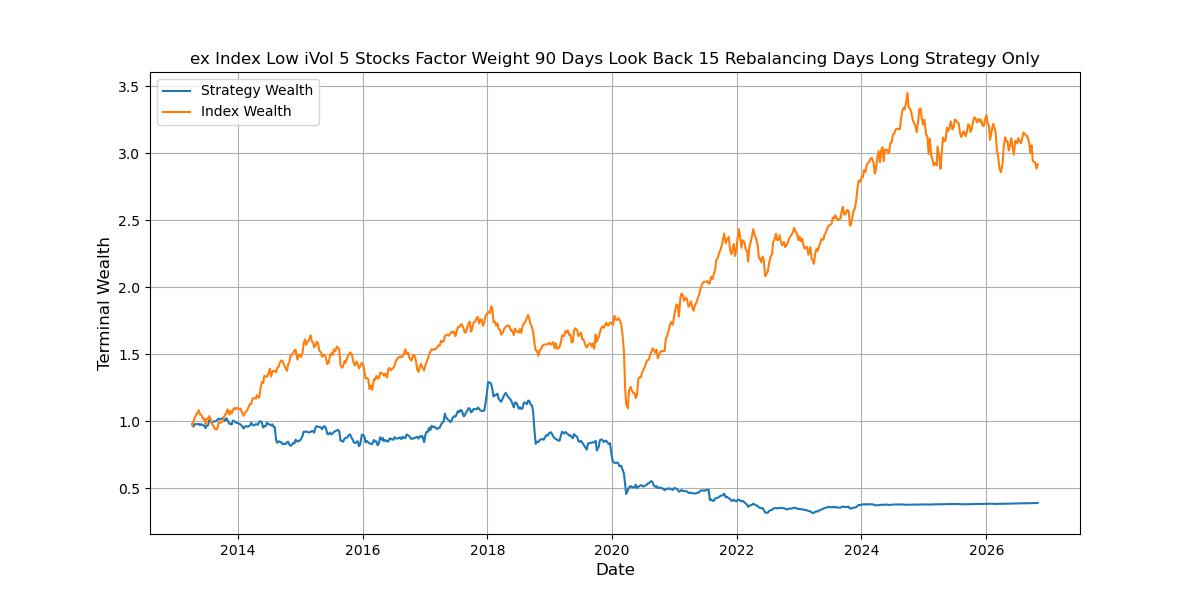 ex Index Low iVol 5 Stocks Factor Weight 90 Days Look Back 15 Rebalancing Days Long Strategy Only
Strategy Wealth
Index Wealth
3.5
3.0
2.5
2.0
1.5
1.0
0.5
Terminal Wealth
2014 2016 2018 2020 2022 2024 2026
Date